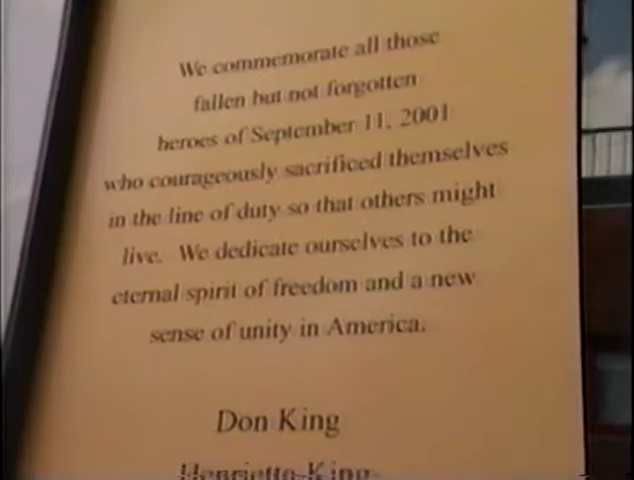 We commemorate all those
fallen but not forgotten
heroes of September 11, 2001
who courageously sacrificed themselves
in the line of duty so that others might
live. We dedicate ourselves to the
eternal spirit of freedom and a new
sense of unity in America.
Don King
Henrietta King